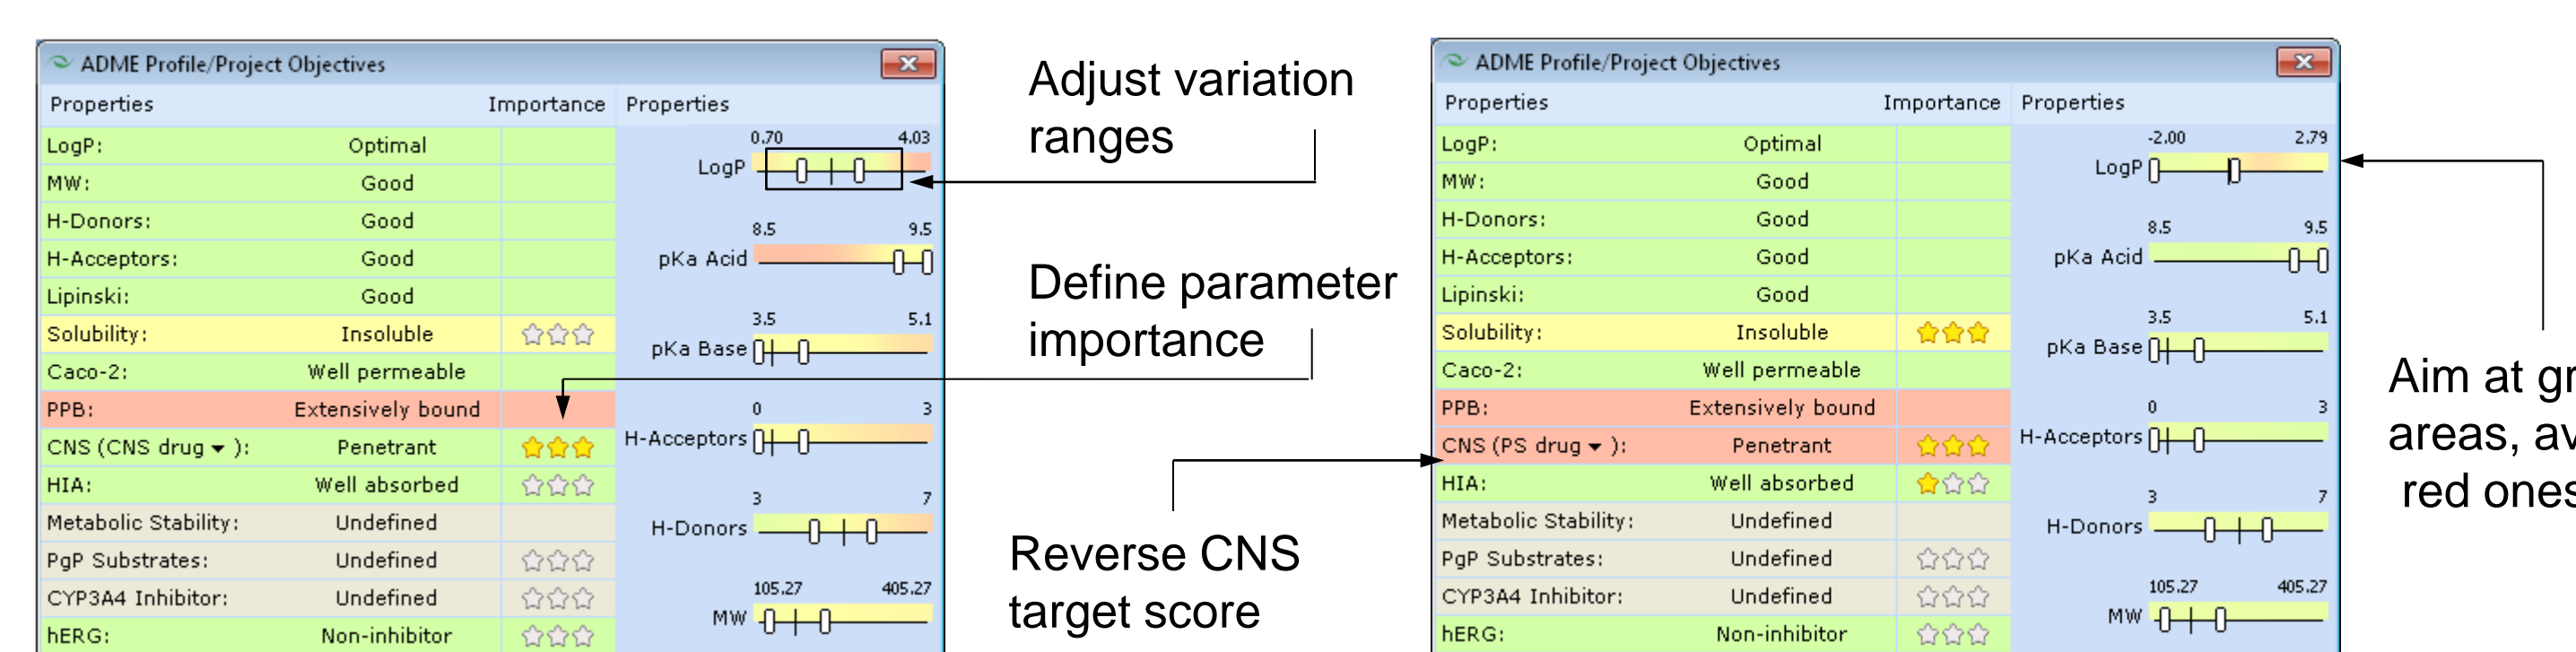 ADME Profile/Project Objectives
Properties Importance Properties
LogP: Optimal
MW: Good
H-Donors: Good
H-Acceptors: Good
Lipinski: Good
Solubility: Insoluble
Caco-2: Well permeable
PPB: Extensively bound
CNS (CNS drug ▾ ): Penetrant
HIA: Well absorbed
Metabolic Stability: Undefined
PgP Substrates: Undefined
CYP3A4 Inhibitor: Undefined
hERG: Non-inhibitor
0.70 4.03
LogP
8.5 9.5
pKa Acid
3.5 5.1
pKa Base
0 3
H-Acceptors
3 7
H-Donors
105.27 405.27
MW
Adjust variation
ranges
Define parameter
importance
Reverse CNS
target score
ADME Profile/Project Objectives
Properties Importance Properties
LogP: Optimal
MW: Good
H-Donors: Good
H-Acceptors: Good
Lipinski: Good
Solubility: Insoluble
Caco-2: Well permeable
PPB: Extensively bound
CNS (PS drug ▾ ): Penetrant
HIA: Well absorbed
Metabolic Stability: Undefined
PgP Substrates: Undefined
CYP3A4 Inhibitor: Undefined
hERG: Non-inhibitor
-2.00 2.79
LogP
8.5 9.5
pKa Acid
3.5 5.1
pKa Base
0 3
H-Acceptors
3 7
H-Donors
105.27 405.27
MW
Aim at
areas,
red